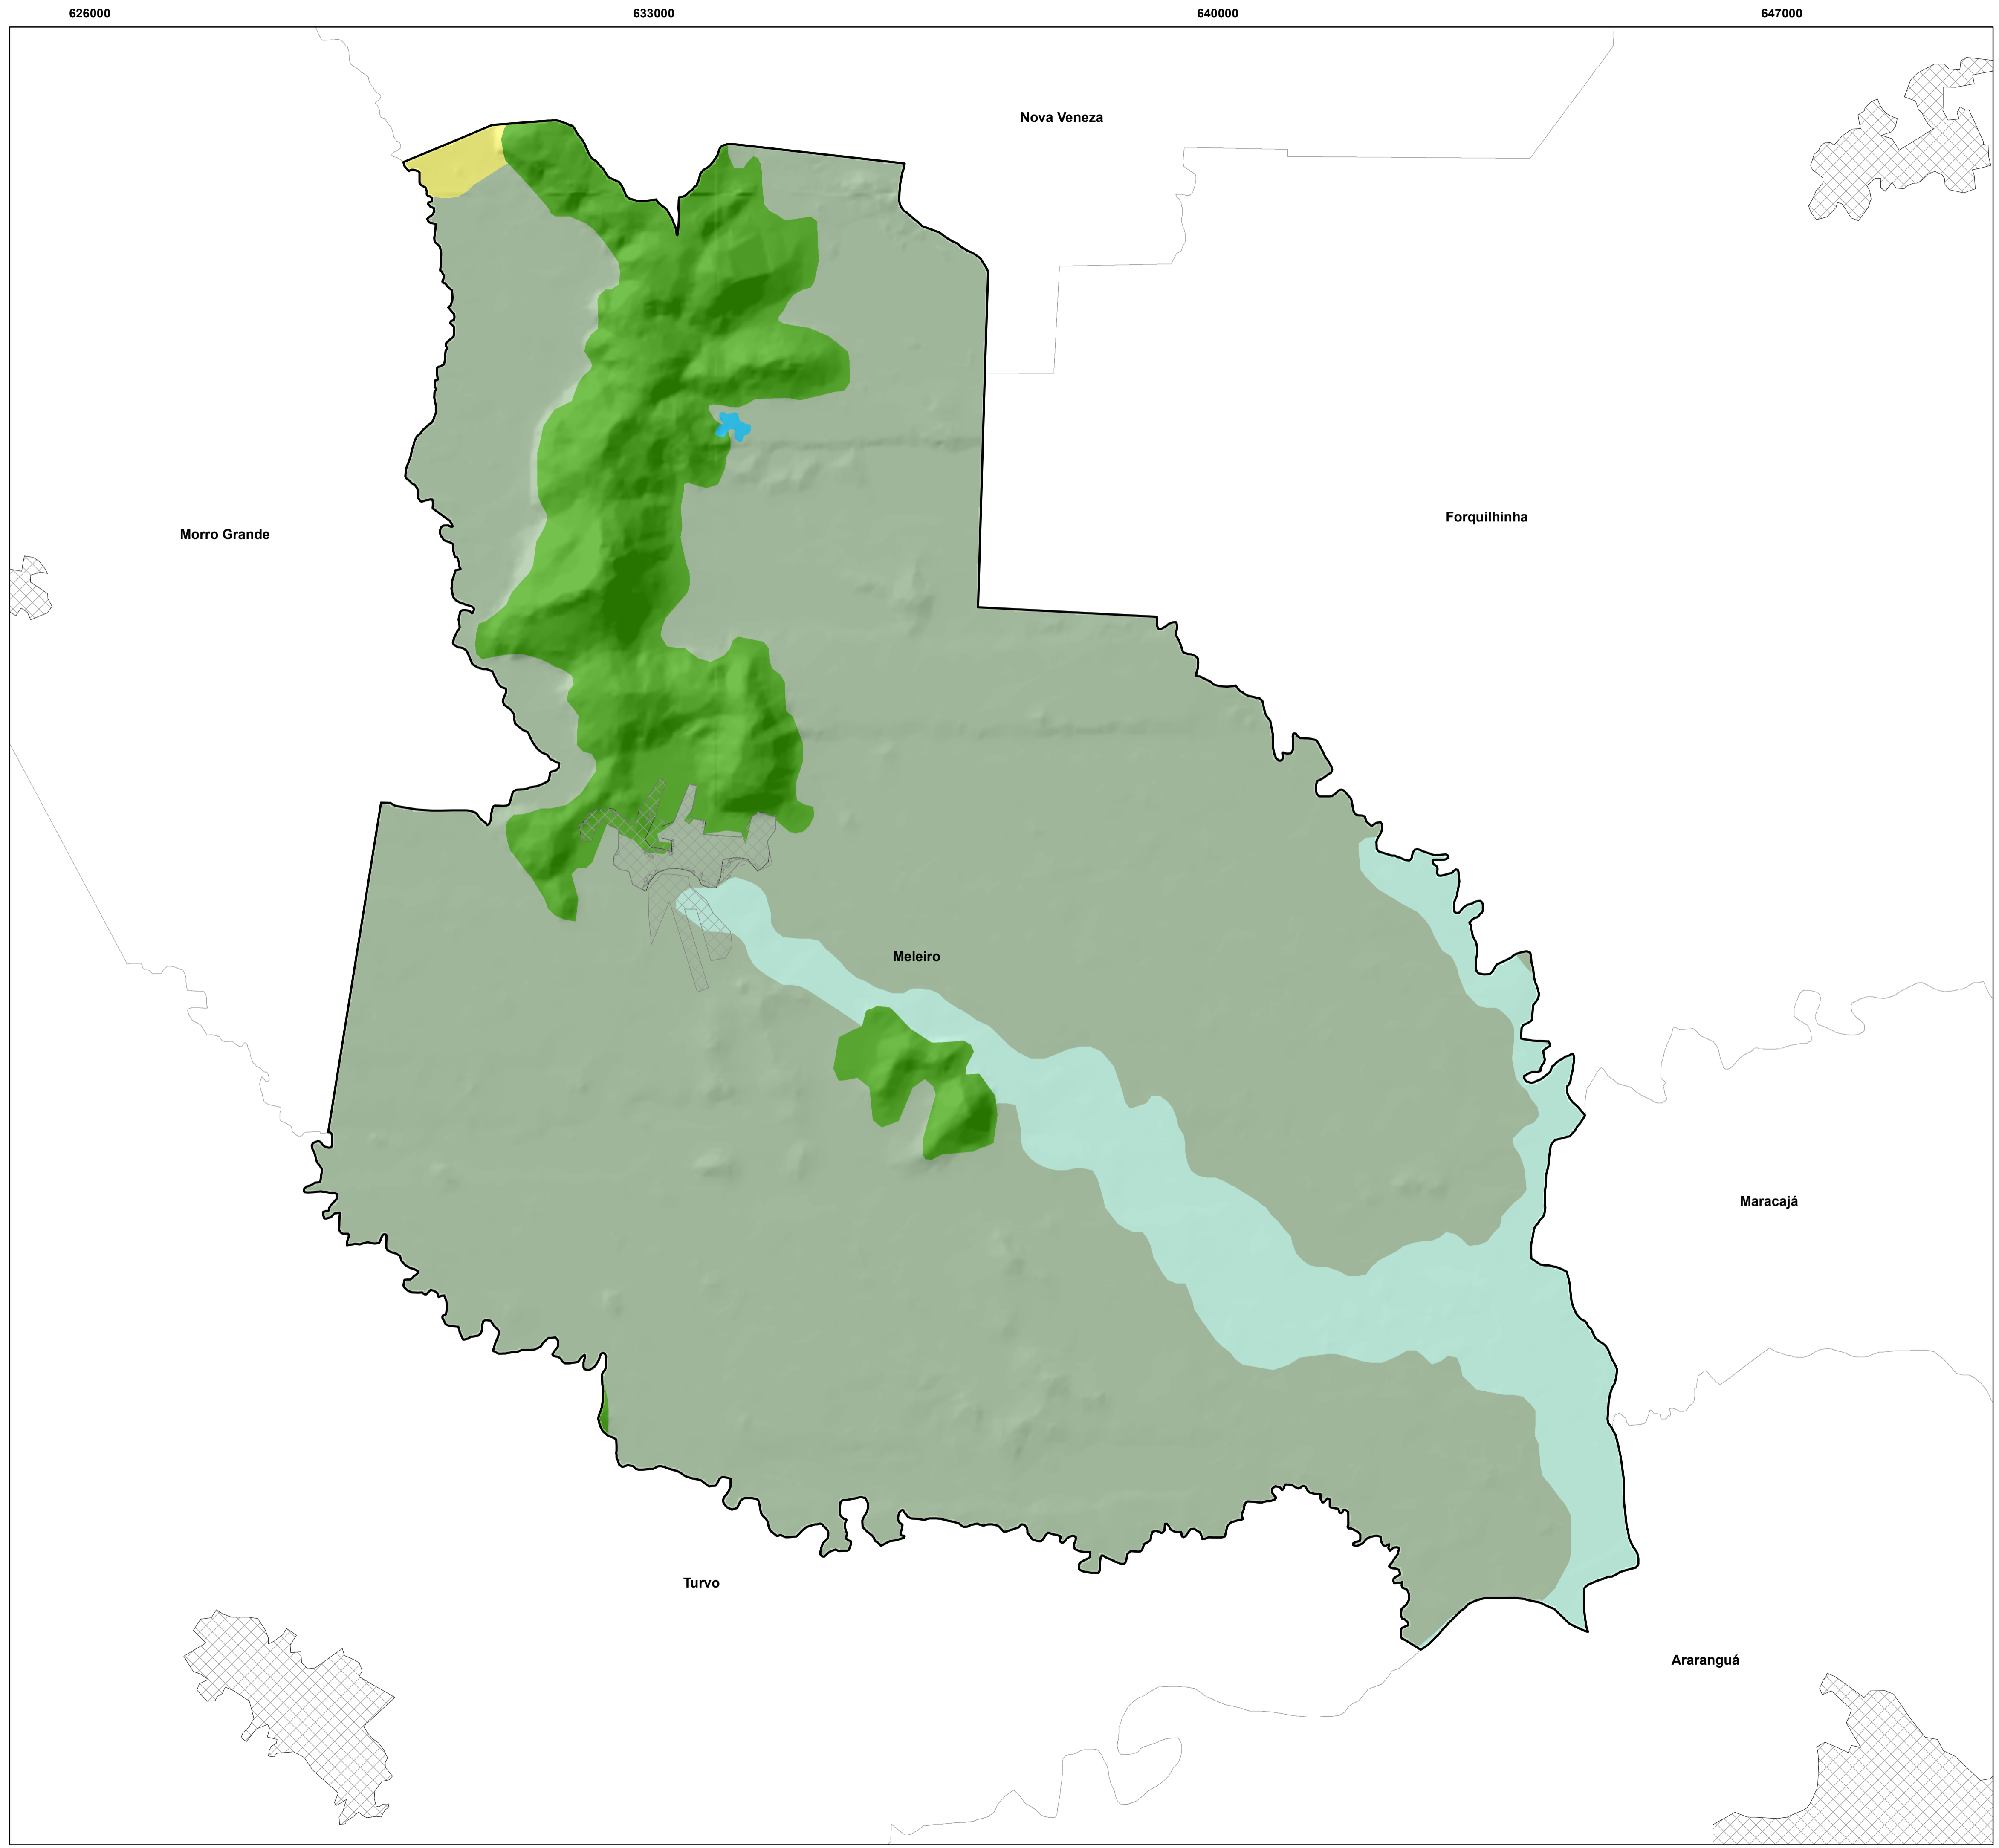 626000
633000
640000
647000
Nova Veneza
Forquilhinha
Morro Grande
Meleiro
Maracajá
Turvo
Araranguá